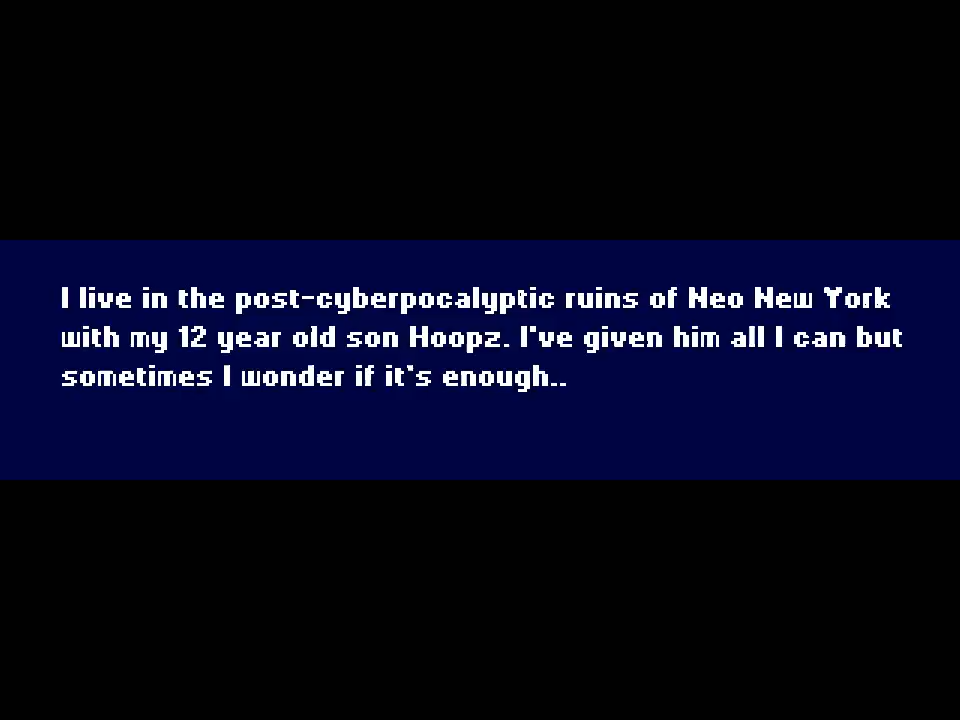 I live in the post-cyberpocalyptic ruins of Neo New York
with my 12 year old son Hoopz. I've given him all I can but
sometimes I wonder if it's enough..